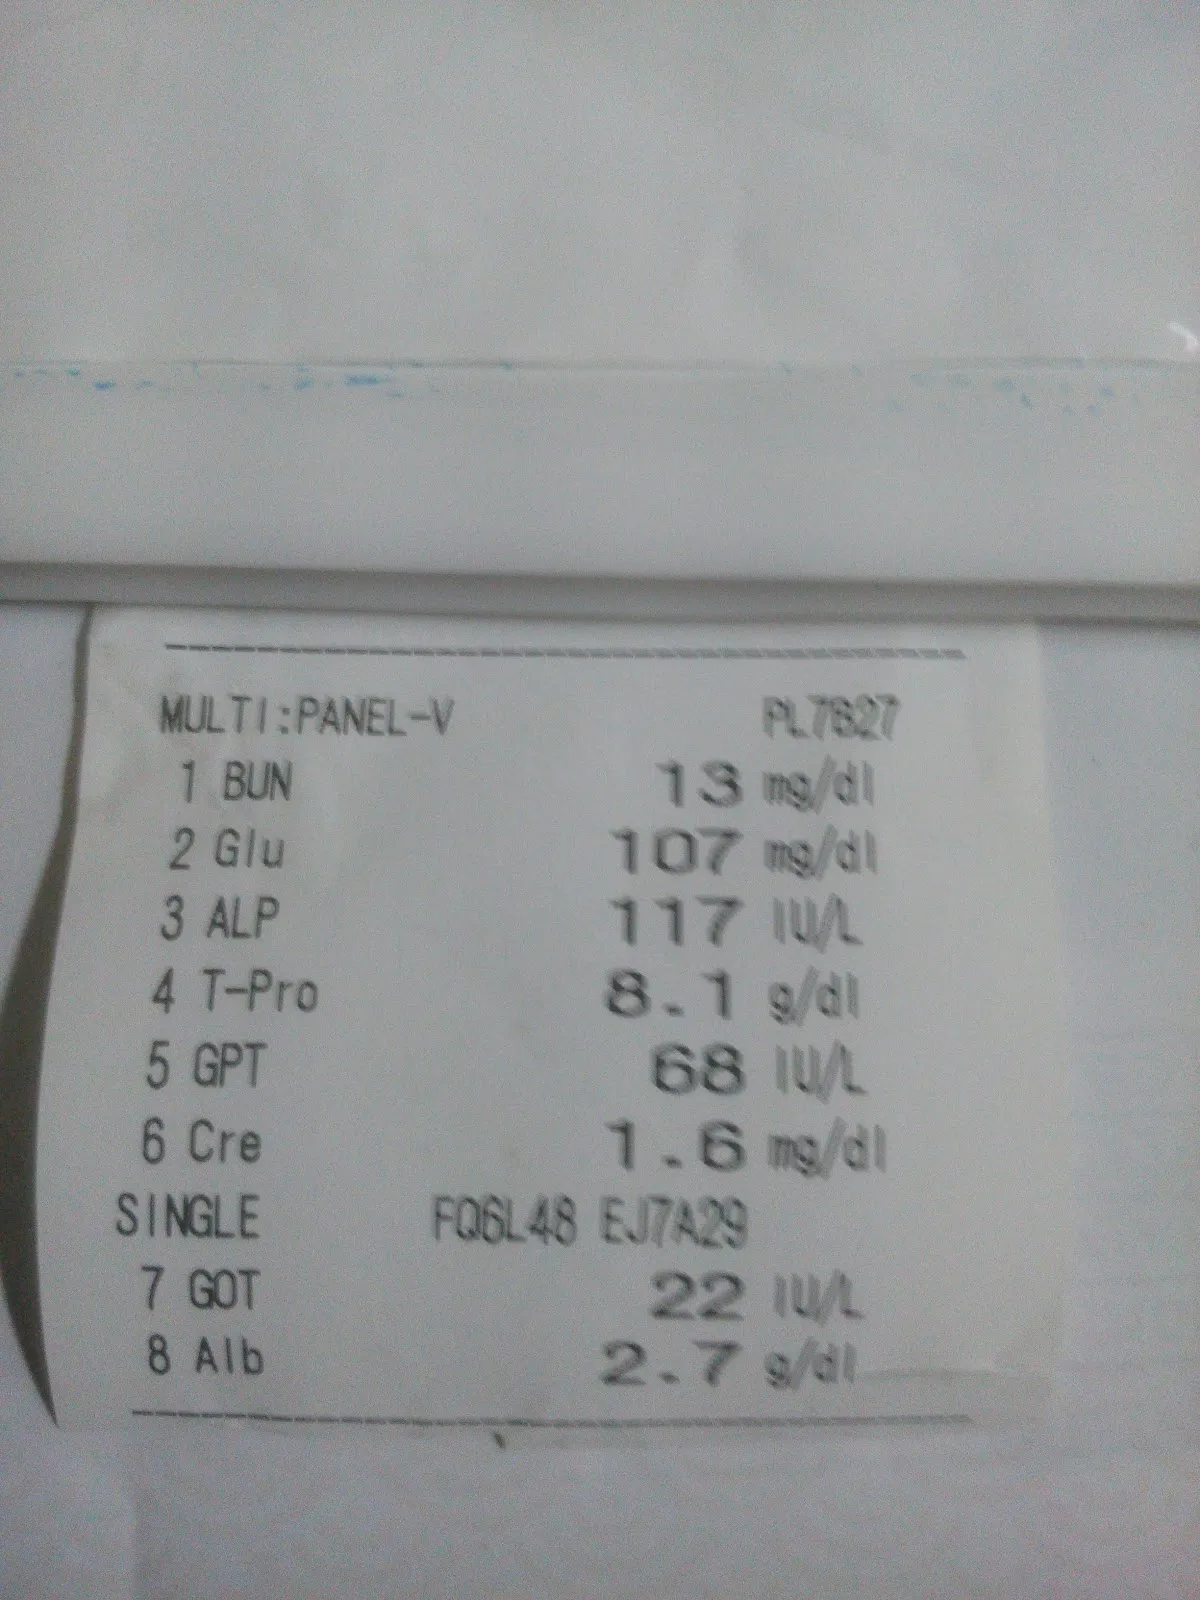 MULTI:PANEL-V PL7627
1 BUN 13 mg/dl
2 Glu 107 mg/dl
3 ALP 117 IU/L
4 T-Pro 8.1 g/dl
5 GPT 68 IU/L
6 Cre 1.6 mg/dl
SINGLE FQ6L48 EJ7A29
7 GOT 22 IU/L
8 Alb 2.7 g/dl